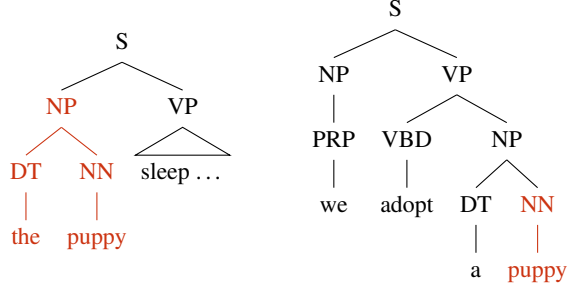 S
NP VP
DT NN sleep ...
the puppy
S
NP VP
PRP VBD NP
we adopt DT NN
a puppy